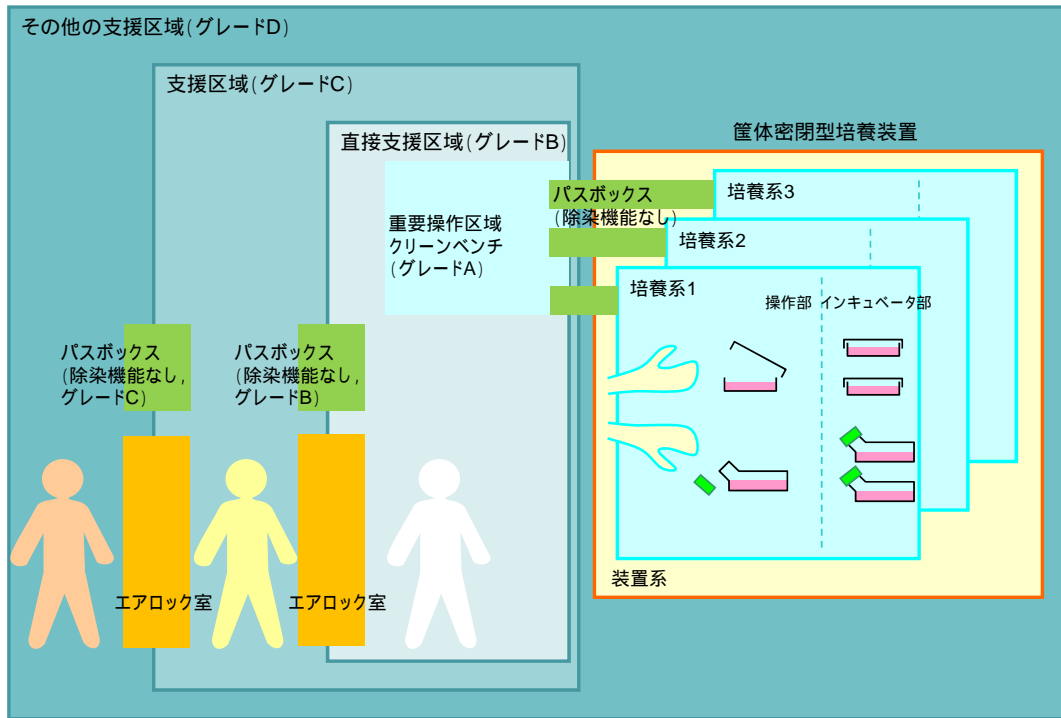 その他の支援区域(グレードD)
支援区域(グレードC)
直接支援区域(グレードB)
重要操作区域
クリーンベンチ
(グレードA)
パスボックス
(除染機能なし)
筐体密閉型培養装置
培養系3
培養系2
培養系1
操作部
インキュベータ部
装置系
パスボックス
(除染機能なし,
グレードC)
パスボックス
(除染機能なし,
グレードB)
エアロック室
エアロック室